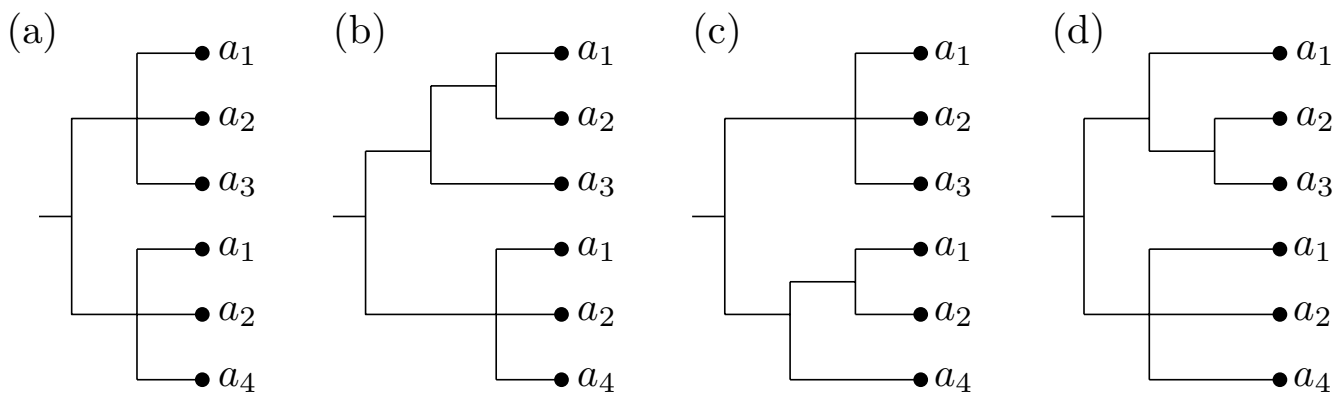 (a) (b) (c) (d)
a₁ a₁ a₁ a₁
a₂ a₂ a₂ a₂
a₃ a₃ a₃ a₃
a₁ a₁ a₁ a₁
a₂ a₂ a₂ a₂
a₄ a₄ a₄ a₄